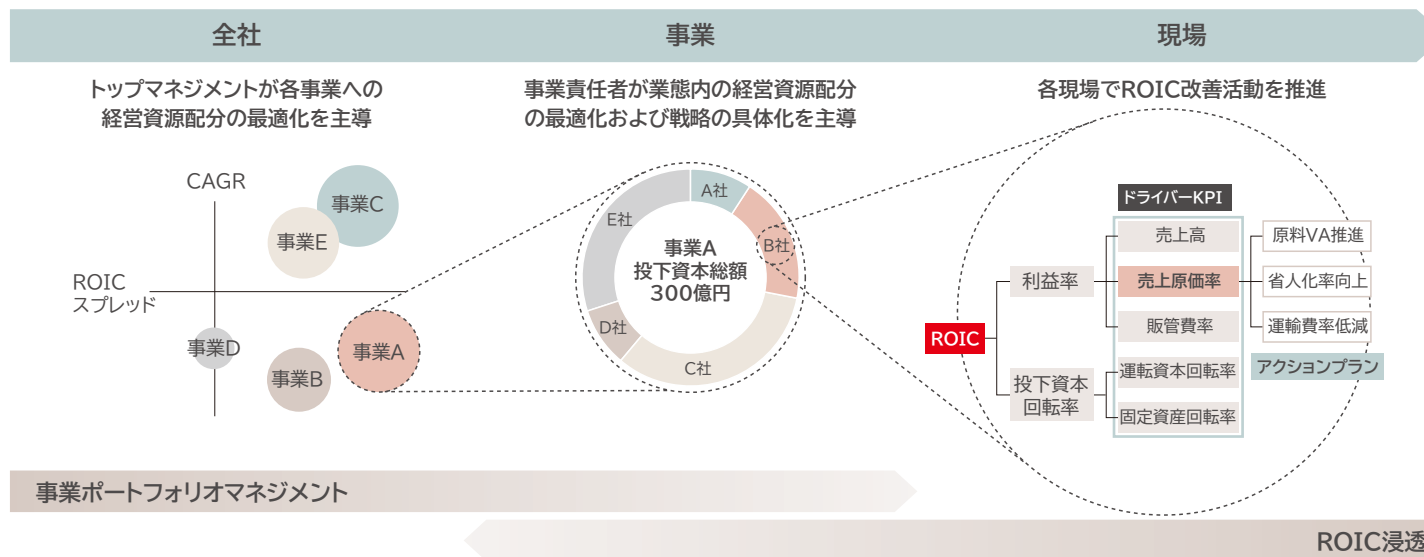 全社
事業
現場
トップマネジメントが各事業への
経営資源配分の最適化を主導
事業責任者が業態内の経営資源配分
の最適化および戦略の具体化を主導
各現場でROIC改善活動を推進
CAGR
ROIC
スプレッド
事業C
事業E
事業D
事業B
事業A
A社
B社
C社
D社
E社
事業A
投下資本総額
300億円
ROIC
利益率
投下資本
回転率
ドライバーKPI
売上高
売上原価率
販管費率
運転資本回転率
固定資産回転率
原料VA推進
省人化率向上
運輸費率低減
アクションプラン
事業ポートフォリオマネジメント
ROIC浸透